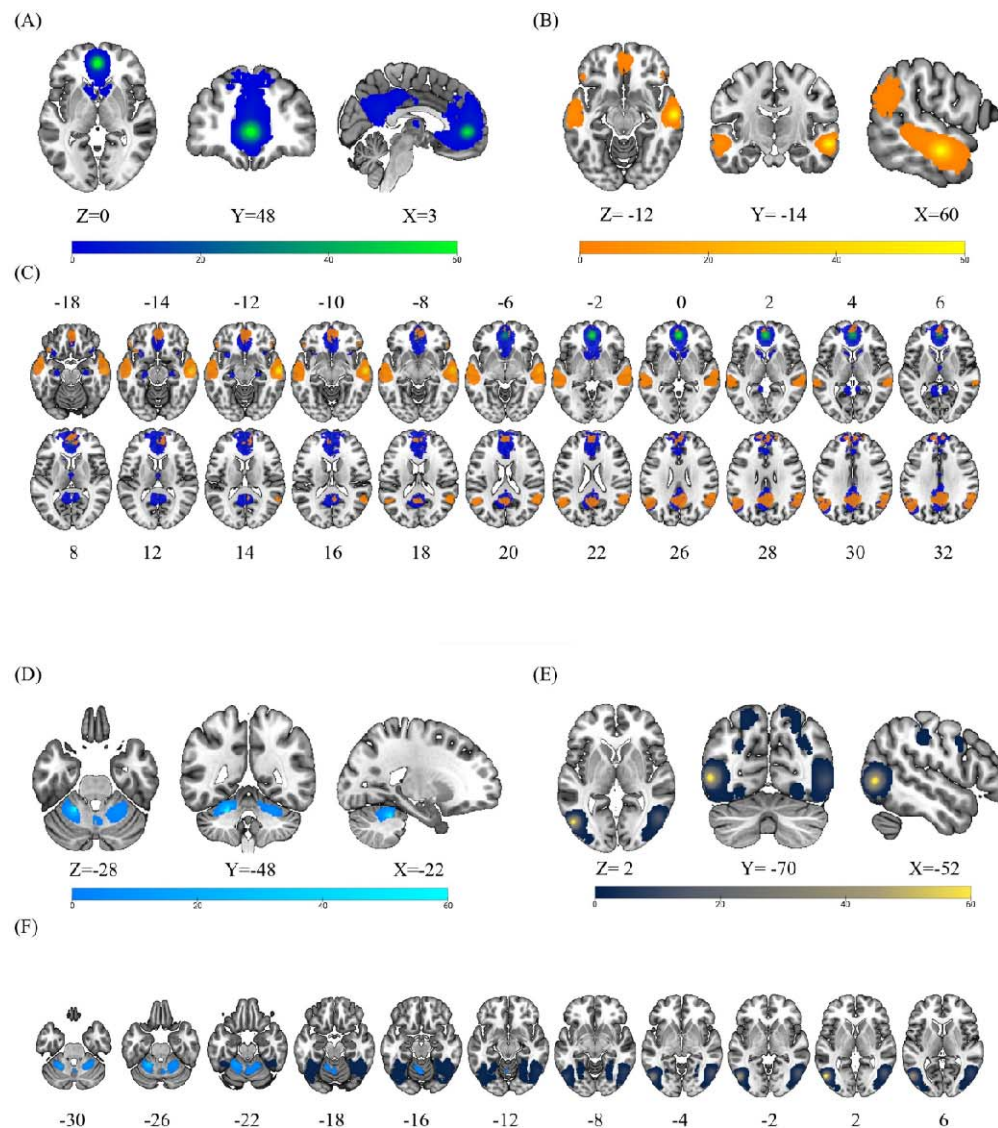 (A)
(B)
Z=0 Y=48 X=3
Z= -12 Y= -14 X=60
0 20 40 60
0 20 40 60
(C)
-18 -14 -12 -10 -8 -6 -2 0 2 4 6
8 12 14 16 18 20 22 26 28 30 32
(D)
(E)
Z=-28 Y=-48 X=-22
Z= 2 Y= -70 X=-52
0 20 40 60
0 20 40 60
(F)
-30 -26 -22 -18 -16 -12 -8 -4 -2 2 6